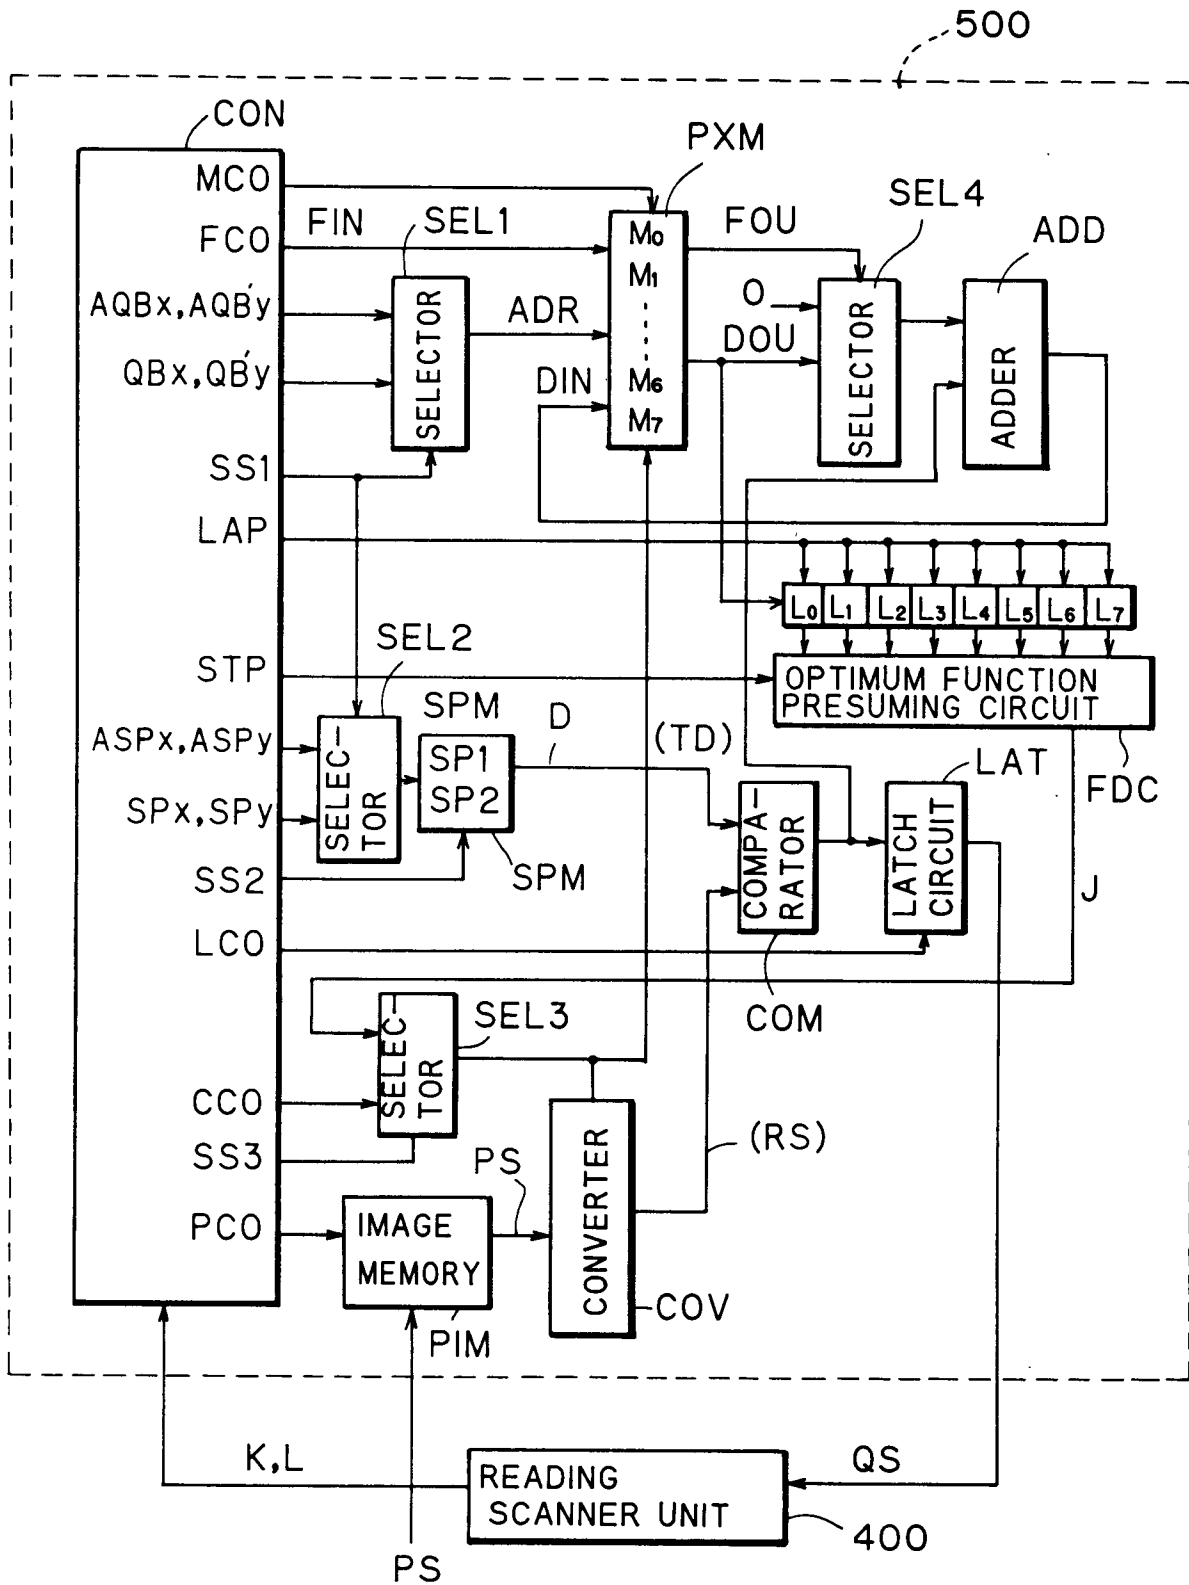 500
CON
PXM
MCO
SEL4
FIN
SEL1
M0
FOU
ADD
FCO
M1
AQBx, AQB'y
ADR
O
SELECTOR
SELECTOR
ADDER
DOU
QBx, QB'y
DIN
M6
M7
SS1
LAP
L0 L1 L2 L3 L4 L5 L6 L7
SEL2
STP
OPTIMUM FUNCTION
PRESUMING CIRCUIT
SPM
D
(TD)
ASPx, ASPy
SP1
LAT
FDC
SELEC-
TOR
SPx, SPy
SP2
COMPA-
RATOR
LATCH
CIRCUIT
SS2
SPM
J
LCO
COM
SEL3
SELEC-
TOR
CCO
(RS)
SS3
PS
CONVERTER
PCO
IMAGE
MEMORY
COV
PIM
K,L
QS
READING
SCANNER UNIT
400
PS